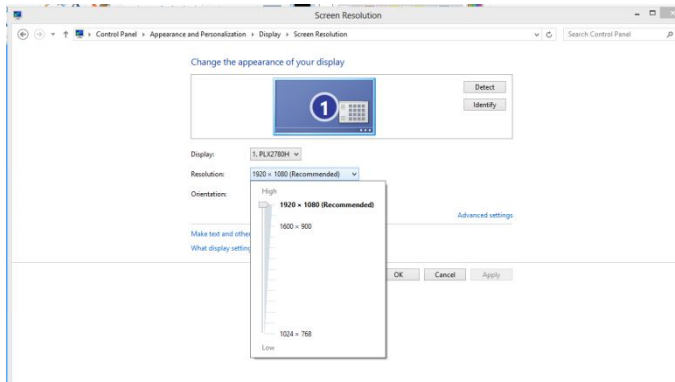 Screen Resolution
Control Panel › Appearance and Personalization › Display › Screen Resolution
Search Control Panel
Change the appearance of your display
1
Detect
Identify
Display: 1. PLX2780H
Resolution: 1920 × 1080 (Recommended)
Orientation:
High
1920 × 1080 (Recommended)
Advanced settings
1600 × 900
Make text and other
What display setting
OK Cancel Apply
1024 × 768
Low